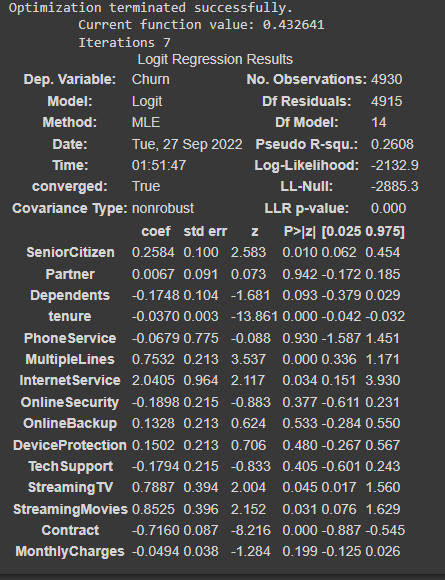 Optimization terminated successfully.
Current function value: 0.432641
Iterations 7
Logit Regression Results
Dep. Variable: Churn No. Observations: 4930
Model: Logit Df Residuals: 4915
Method: MLE Df Model: 14
Date: Tue, 27 Sep 2022 Pseudo R-squ.: 0.2608
Time: 01:51:47 Log-Likelihood: -2132.9
converged: True LL-Null: -2885.3
Covariance Type: nonrobust LLR p-value: 0.000
coef std err z P>|z| [0.025 0.975]
SeniorCitizen 0.2584 0.100 2.583 0.010 0.062 0.454
Partner 0.0067 0.091 0.073 0.942 -0.172 0.185
Dependents -0.1748 0.104 -1.681 0.093 -0.379 0.029
tenure -0.0370 0.003 -13.861 0.000 -0.042 -0.032
PhoneService -0.0679 0.775 -0.088 0.930 -1.587 1.451
MultipleLines 0.7532 0.213 3.537 0.000 0.336 1.171
InternetService 2.0405 0.964 2.117 0.034 0.151 3.930
OnlineSecurity -0.1898 0.215 -0.883 0.377 -0.611 0.231
OnlineBackup 0.1328 0.213 0.624 0.533 -0.284 0.550
DeviceProtection 0.1502 0.213 0.706 0.480 -0.267 0.567
TechSupport -0.1794 0.215 -0.833 0.405 -0.601 0.243
StreamingTV 0.7887 0.394 2.004 0.045 0.017 1.560
StreamingMovies 0.8525 0.396 2.152 0.031 0.076 1.629
Contract -0.7160 0.087 -8.216 0.000 -0.887 -0.545
MonthlyCharges -0.0494 0.038 -1.284 0.199 -0.125 0.026